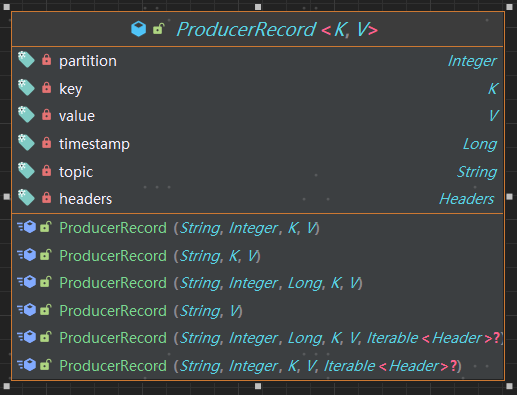 ProducerRecord <K, V>
partition Integer
key K
value V
timestamp Long
topic String
headers Headers
ProducerRecord (String, Integer, K, V)
ProducerRecord (String, K, V)
ProducerRecord (String, Integer, Long, K, V)
ProducerRecord (String, V)
ProducerRecord (String, Integer, Long, K, V, Iterable <Header>?)
ProducerRecord (String, Integer, K, V, Iterable <Header>?)